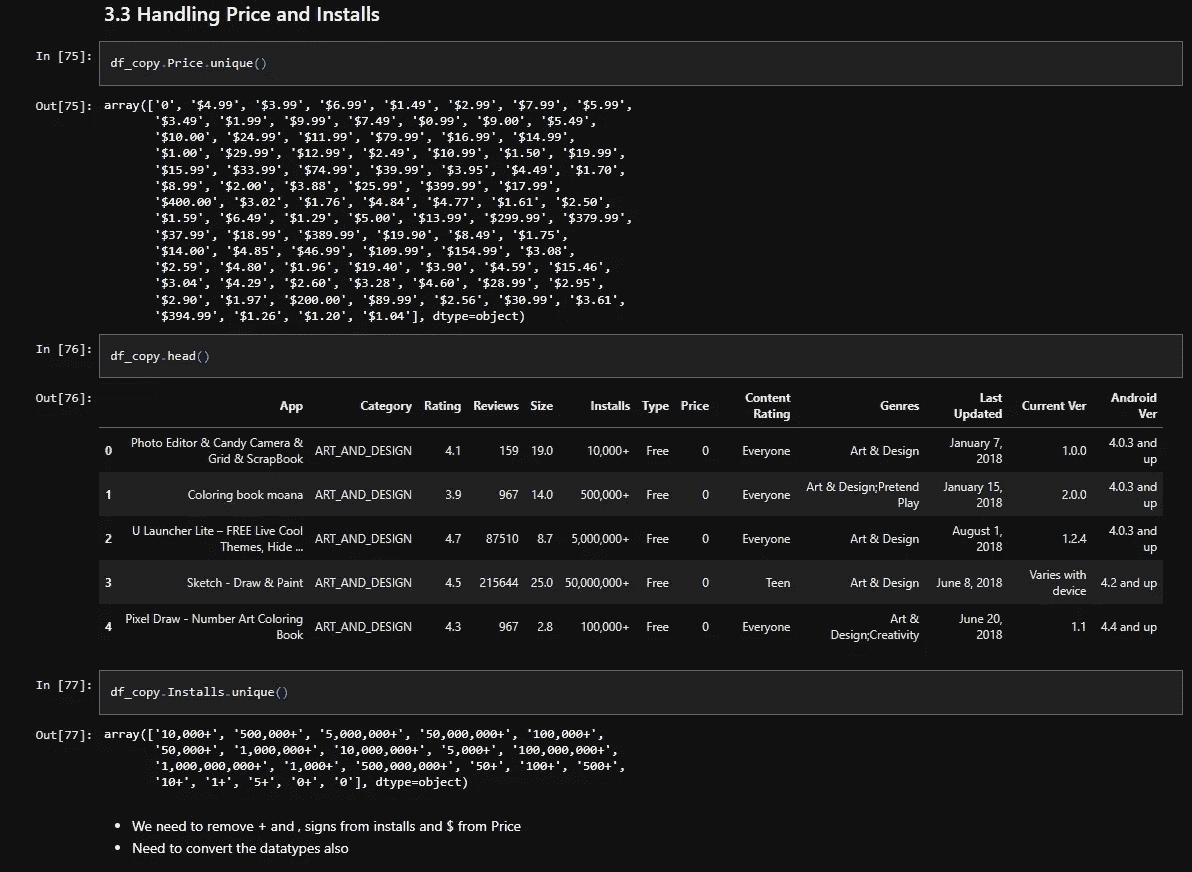 3.3 Handling Price and Installs
In [75]: df_copy.Price.unique()
Out[75]: array(['0', '$4.99', '$3.99', '$6.99', '$1.49', '$2.99', '$7.99', '$5.99',
'$3.49', '$1.99', '$9.99', '$7.49', '$0.99', '$9.00', '$5.49',
'$10.00', '$24.99', '$11.99', '$79.99', '$16.99', '$14.99',
'$1.00', '$29.99', '$12.99', '$2.49', '$10.99', '$1.50', '$19.99',
'$15.99', '$33.99', '$74.99', '$39.99', '$3.95', '$4.49', '$1.70',
'$8.99', '$2.00', '$3.88', '$25.99', '$399.99', '$17.99',
'$400.00', '$3.02', '$1.76', '$4.84', '$4.77', '$1.61', '$2.50',
'$1.59', '$6.49', '$1.29', '$5.00', '$13.99', '$299.99', '$379.99',
'$37.99', '$18.99', '$389.99', '$19.90', '$8.49', '$1.75',
'$14.00', '$4.85', '$46.99', '$109.99', '$154.99', '$3.08',
'$2.59', '$4.80', '$1.96', '$19.40', '$3.90', '$4.59', '$15.46',
'$3.04', '$4.29', '$2.60', '$3.28', '$4.60', '$28.99', '$2.95',
'$2.90', '$1.97', '$200.00', '$89.99', '$2.56', '$30.99', '$3.61',
'$394.99', '$1.26', '$1.20', '$1.04'], dtype=object)
In [76]: df_copy.head()
Out[76]:
App Category Rating Reviews Size Installs Type Price Content Rating Genres Last Updated Current Ver Android Ver
0 Photo Editor & Candy Camera & Grid & ScrapBook ART_AND_DESIGN 4.1 159 19.0 10,000+ Free 0 Everyone Art & Design January 7, 2018 1.0.0 4.0.3 and up
1 Coloring book moana ART_AND_DESIGN 3.9 967 14.0 500,000+ Free 0 Everyone Art & Design;Pretend Play January 15, 2018 2.0.0 4.0.3 and up
2 U Launcher Lite – FREE Live Cool Themes, Hide ... ART_AND_DESIGN 4.7 87510 8.7 5,000,000+ Free 0 Everyone Art & Design August 1, 2018 1.2.4 4.0.3 and up
3 Sketch - Draw & Paint ART_AND_DESIGN 4.5 215644 25.0 50,000,000+ Free 0 Teen Art & Design June 8, 2018 Varies with device 4.2 and up
4 Pixel Draw - Number Art Coloring Book ART_AND_DESIGN 4.3 967 2.8 100,000+ Free 0 Everyone Art & Design;Creativity June 20, 2018 1.1 4.4 and up
In [77]: df_copy.Installs.unique()
Out[77]: array(['10,000+', '500,000+', '5,000,000+', '50,000,000+', '100,000+',
'50,000+', '1,000,000+', '10,000,000+', '5,000+', '100,000,000+',
'1,000,000,000+', '1,000+', '500,000,000+', '50+', '100+', '500+',
'10+', '1+', '5+', '0+', '0'], dtype=object)
• We need to remove + and , signs from installs and $ from Price
• Need to convert the datatypes also